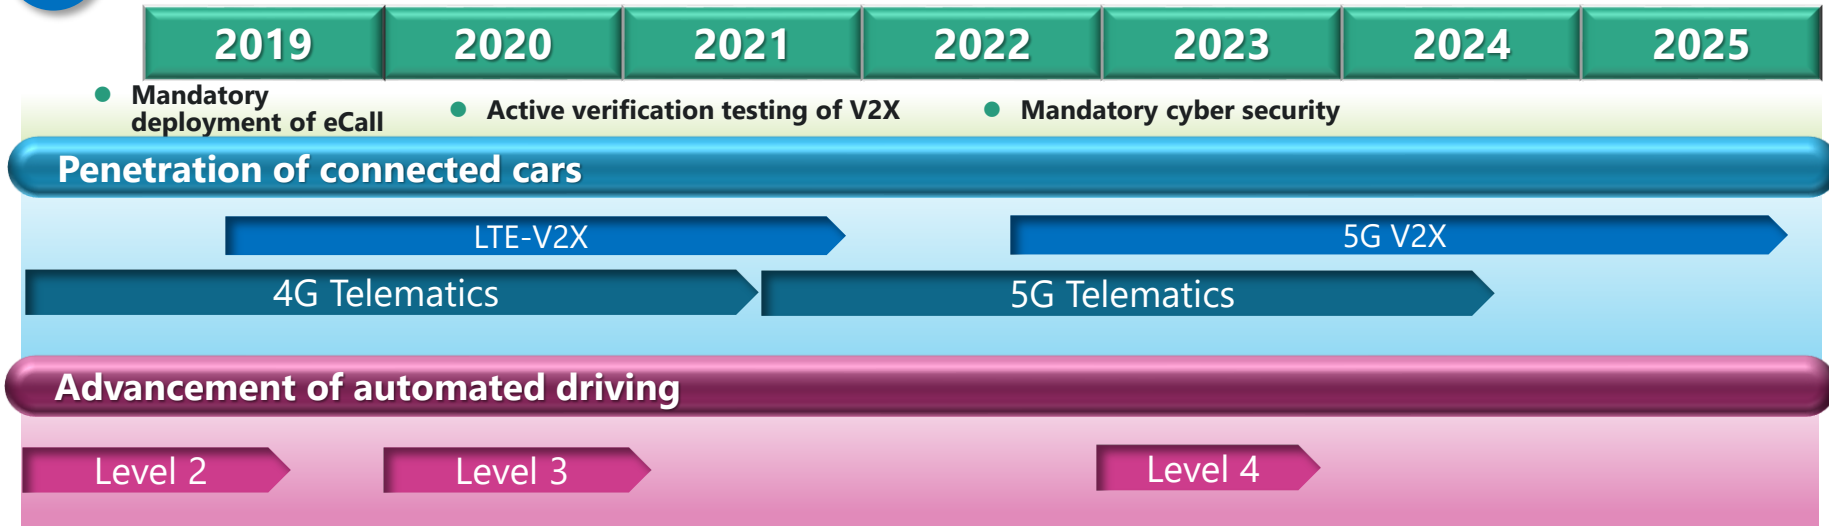 2019 2020 2021 2022 2023 2024 2025
● Mandatory
deployment of eCall
● Active verification testing of V2X
● Mandatory cyber security
Penetration of connected cars
LTE-V2X
5G V2X
4G Telematics
5G Telematics
Advancement of automated driving
Level 2
Level 3
Level 4